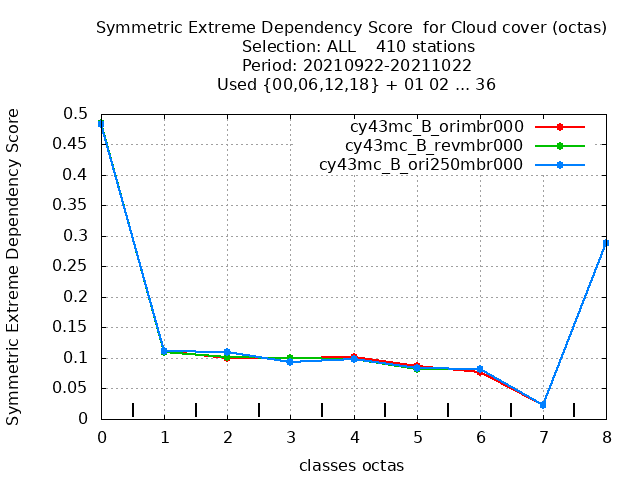 Symmetric Extreme Dependency Score  for Cloud cover (octas)
Selection: ALL    410 stations
Period: 20210922-20211022
Used {00,06,12,18} + 01 02 ... 36
cy43mc_B_orimbr000
cy43mc_B_revmbr000
cy43mc_B_ori250mbr000
Symmetric Extreme Dependency Score
0.5
0.45
0.4
0.35
0.3
0.25
0.2
0.15
0.1
0.05
0
0 1 2 3 4 5 6 7 8
classes octas